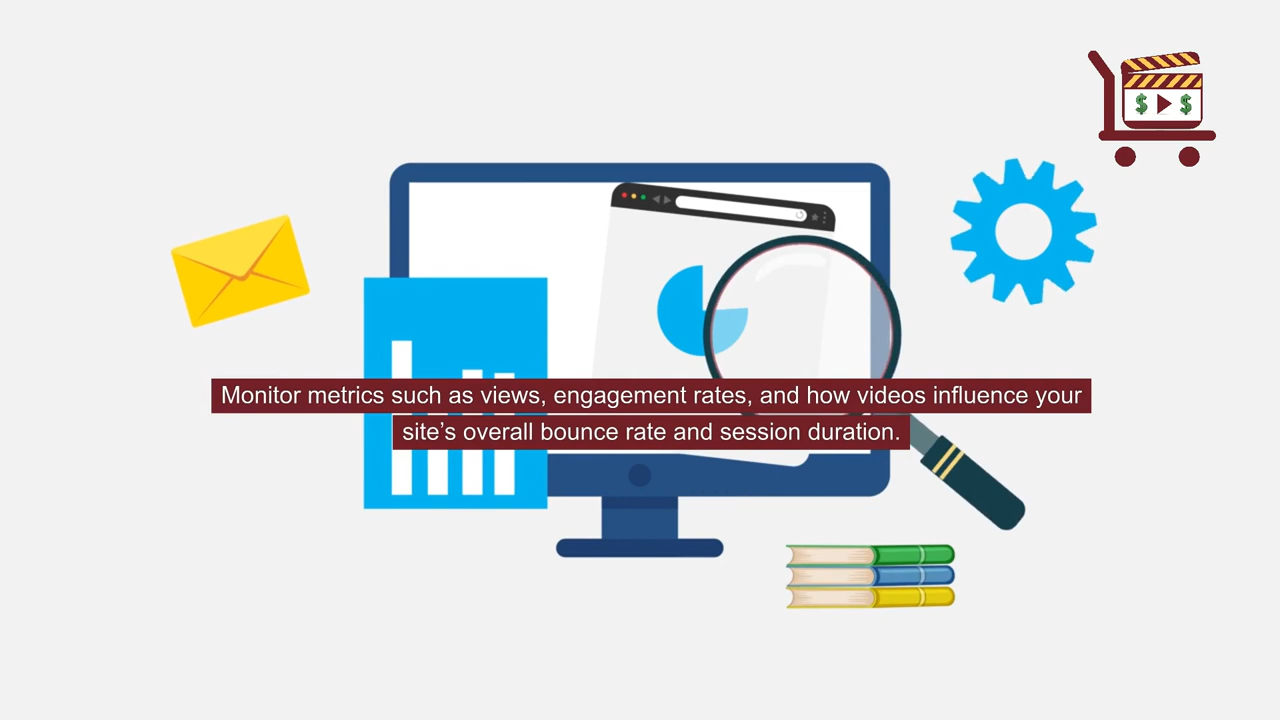 $ $
Monitor metrics such as views, engagement rates, and how videos influence your
site’s overall bounce rate and session duration.